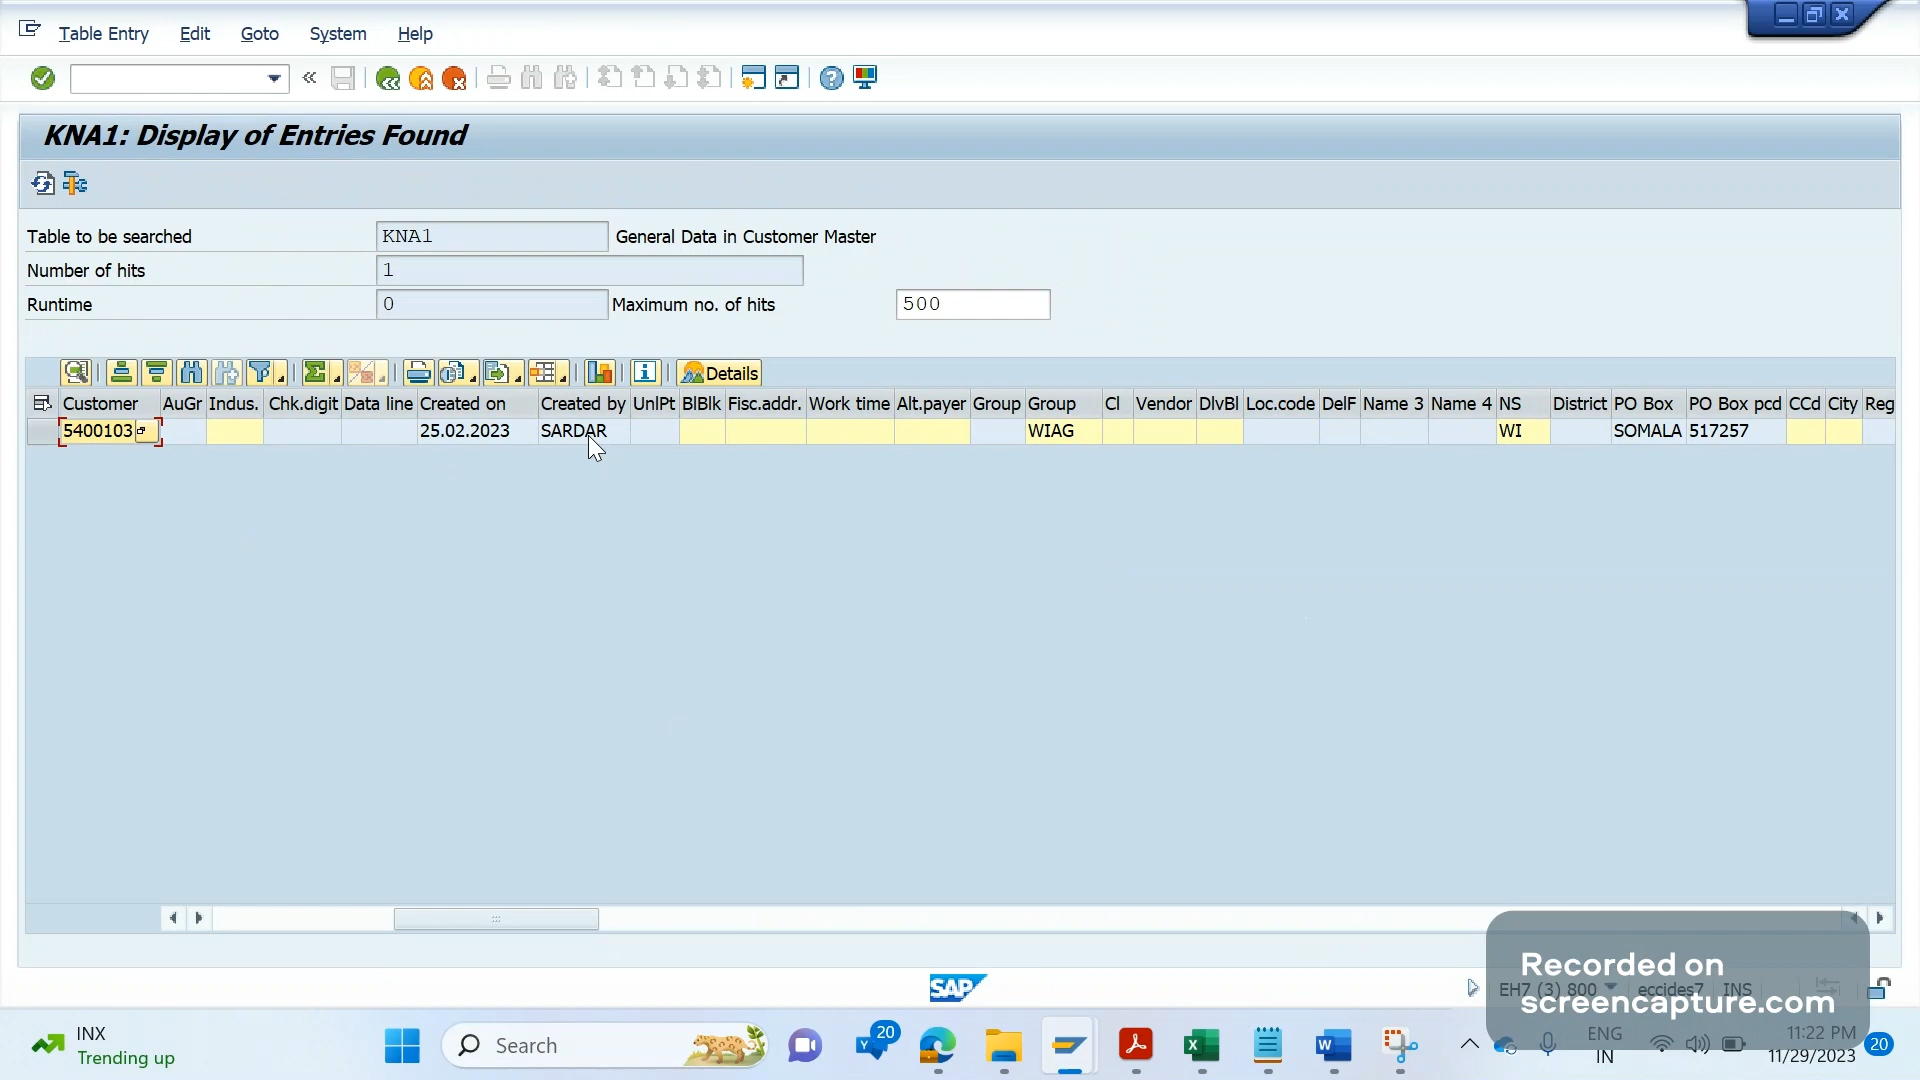 Table Entry Edit Goto System Help
KNA1: Display of Entries Found
Table to be searched KNA1 General Data in Customer Master
Number of hits 1
Runtime 0 Maximum no. of hits 500
Details
Customer AuGr Indus. Chk.digit Data line Created on Created by UnlPt BlBlk Fisc.addr. Work time Alt.payer Group Group Cl Vendor DlvBl Loc.code DelF Name 3 Name 4 NS District PO Box PO Box pcd CCd City Reg
5400103 25.02.2023 SARDAR WIAG WI SOMALA 517257
SAP
EH7 (3) 800 eccides7 INS
Recorded on
screencapture.com
INX
Trending up
Search
20
ENG
IN
11:22 PM
11/29/2023
20